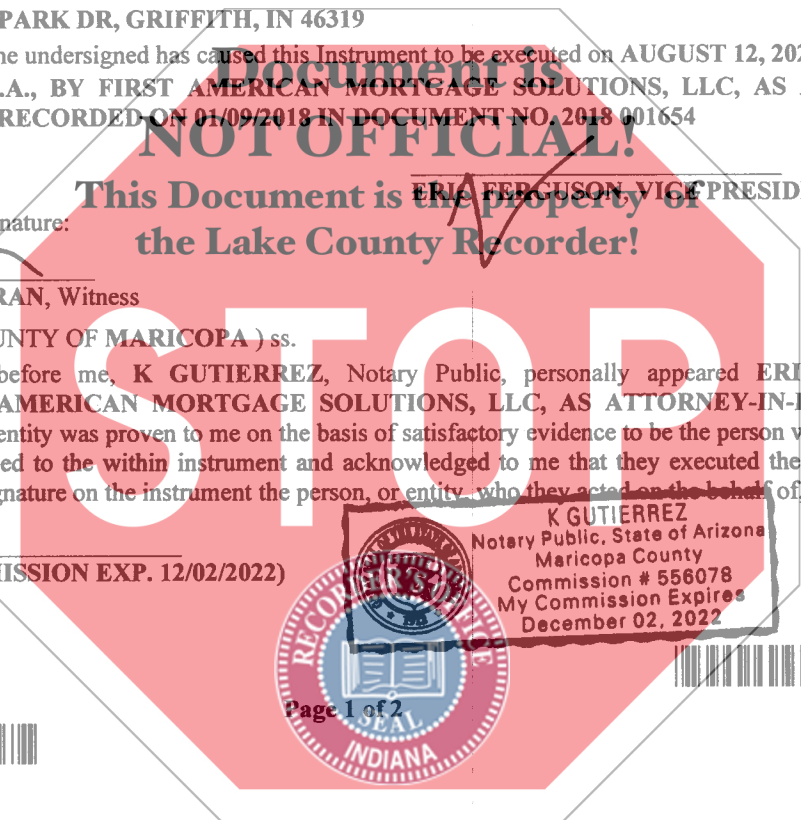 PARK DR, GRIFFITH, IN 46319
ne undersigned has caused this Instrument to be executed on AUGUST 12, 202
Document is
.A., BY FIRST AMERICAN MORTGAGE SOLUTIONS, LLC, AS A
RECORDED ON 01/09/2018 IN DOCUMENT NO. 2018 001654
NOT OFFICIAL!
ERIC FERGUSON, VICE PRESID
This Document is the property of
nature:
the Lake County Recorder!
RAN, Witness
STOP
UNTY OF MARICOPA ) ss.
before me, K GUTIERREZ, Notary Public, personally appeared ERI
AMERICAN MORTGAGE SOLUTIONS, LLC, AS ATTORNEY-IN-
entity was proven to me on the basis of satisfactory evidence to be the person
ed to the within instrument and acknowledged to me that they executed the
gnature on the instrument the person, or entity who they acted on the behalf of,
K GUTIERREZ
Notary Public, State of Arizona
Maricopa County
Commission # 556078
My Commission Expires
December 02, 2022
ISSION EXP. 12/02/2022)
RECORDER'S OFFICE
Page 1 of 2
SEAL
INDIANA